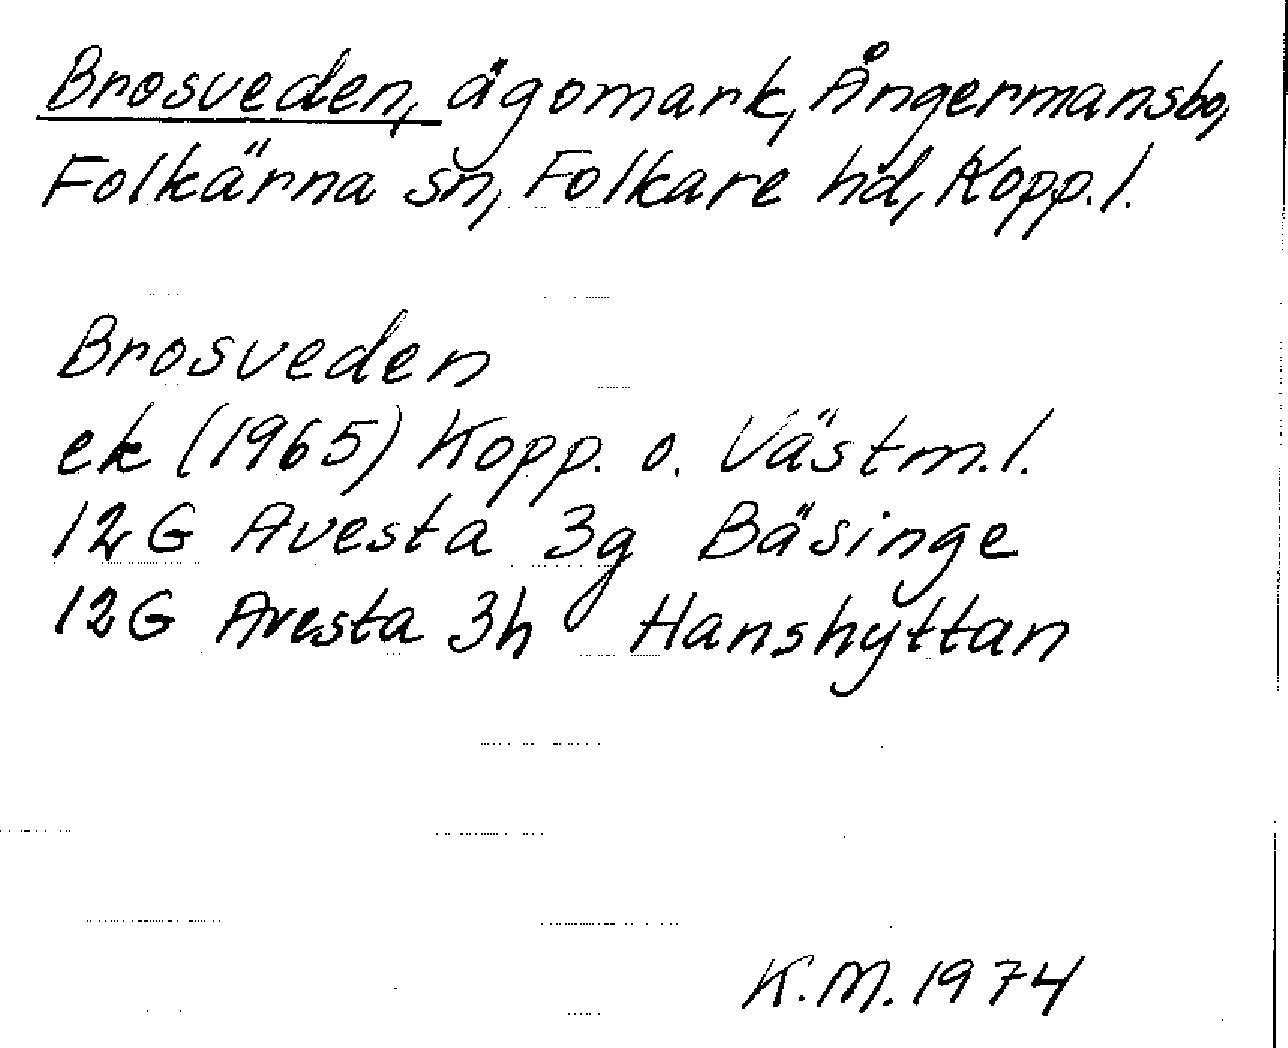 Brosveden, ägomark, Ångermansbo,
Folkärna sn, Folkare hd, Kopp. l.
Brosveden
ek (1965) Kopp. o. Västm. l.
12G Avesta 3g Bäsinge
12G Avesta 3h Hanshyttan
K.M. 1974